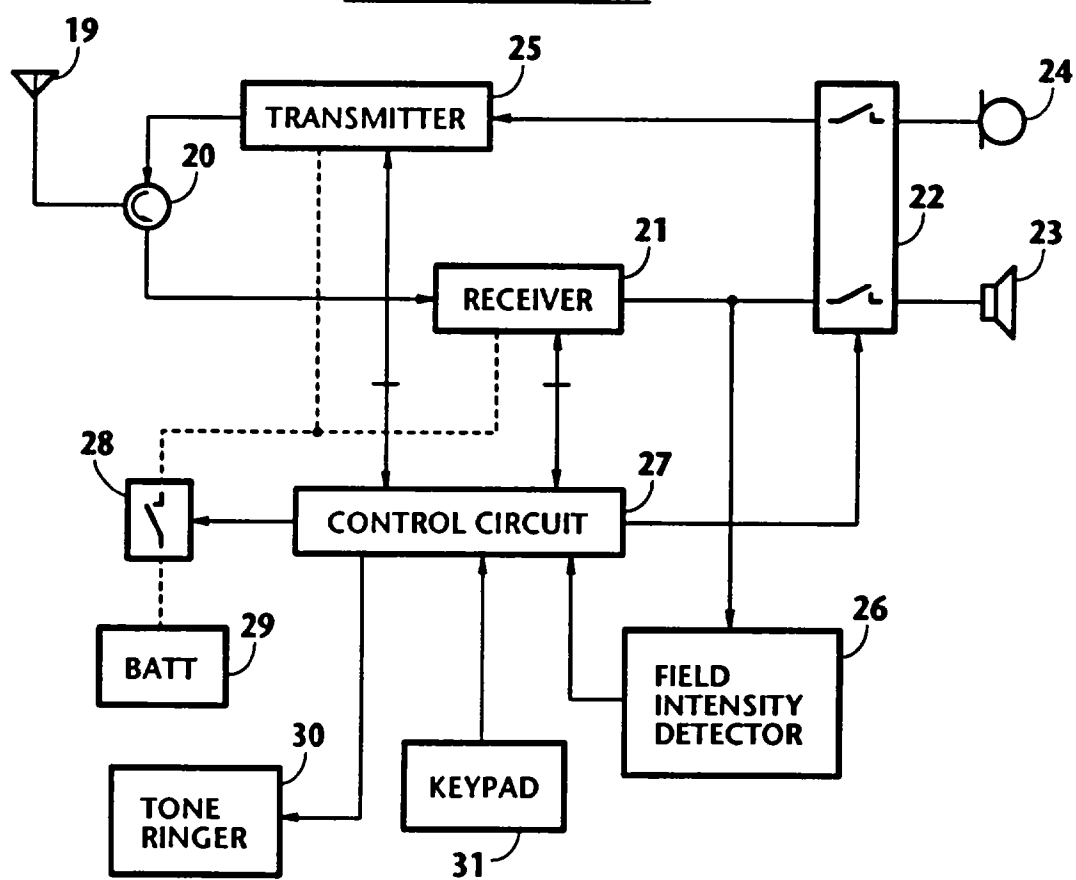 19
25
24
TRANSMITTER
20
22
21
23
RECEIVER
28
27
CONTROL CIRCUIT
29
26
BATT
FIELD
INTENSITY
DETECTOR
30
KEYPAD
TONE
RINGER
31